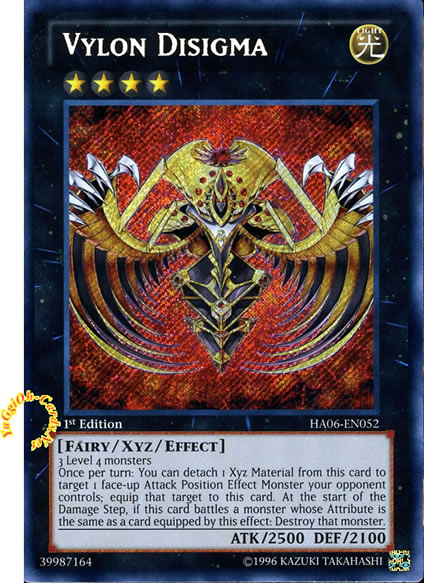 VYLON DISIGMA
LIGHT
光
YuGgiOh-Cards.Net
1st Edition
HA06-EN052
[FAIRY/XYZ/EFFECT]
3 Level 4 monsters
Once per turn: You can detach 1 Xyz Material from this card to
target 1 face-up Attack Position Effect Monster your opponent
controls; equip that target to this card. At the start of the
Damage Step, if this card battles a monster whose Attribute is
the same as a card equipped by this effect: Destroy that monster.
ATK/2500 DEF/2100
39987164
©1996 KAZUKI TAKAHASHI